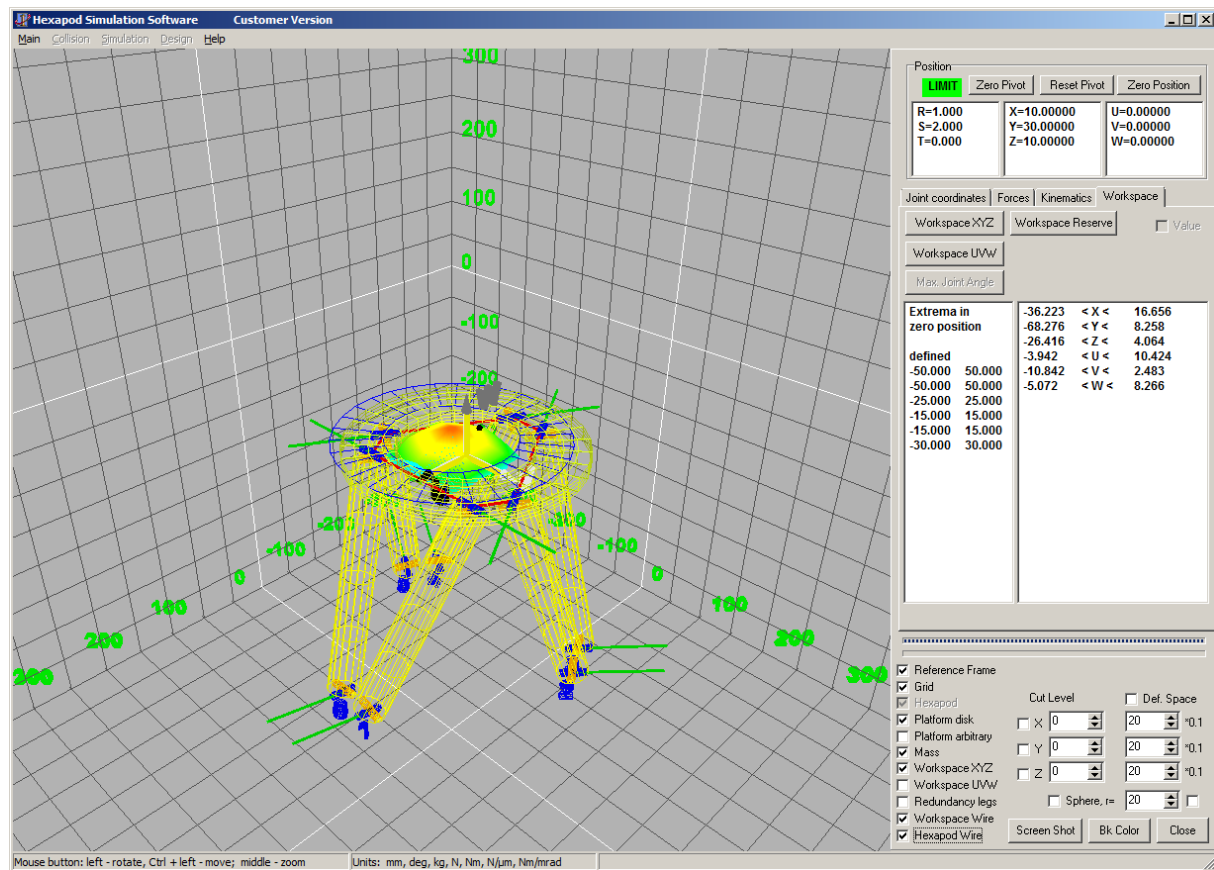 Hexapod Simulation Software Customer Version
Main Collision Simulation Design Help
300
200
100
0
-100
-200
-200
-100
0
100
200
-100
0
100
200
300
Position
LIMIT Zero Pivot Reset Pivot Zero Position
R=1.000 X=10.00000 U=0.00000
S=2.000 Y=30.00000 V=0.00000
T=0.000 Z=10.00000 W=0.00000
Joint coordinates Forces Kinematics Workspace
Workspace XYZ Workspace Reserve Value
Workspace UVW
Max. Joint Angle
Extrema in -36.223 < X < 16.656
zero position -68.276 < Y < 8.258
-26.416 < Z < 4.064
defined -3.942 < U < 10.424
-50.000 50.000 -10.842 < V < 2.483
-50.000 50.000 -5.072 < W < 8.266
-25.000 25.000
-15.000 15.000
-15.000 15.000
-30.000 30.000
Reference Frame
Grid
Hexapod Cut Level Def. Space
Platform disk X 0 20 *0.1
Platform arbitrary
Mass Y 0 20 *0.1
Workspace XYZ Z 0 20 *0.1
Workspace UVW
Redundancy legs Sphere, r= 20
Workspace Wire
Hexapod Wire Screen Shot Bk Color Close
Mouse button: left - rotate, Ctrl + left - move; middle - zoom Units: mm, deg, kg, N, Nm, N/µm, Nm/mrad